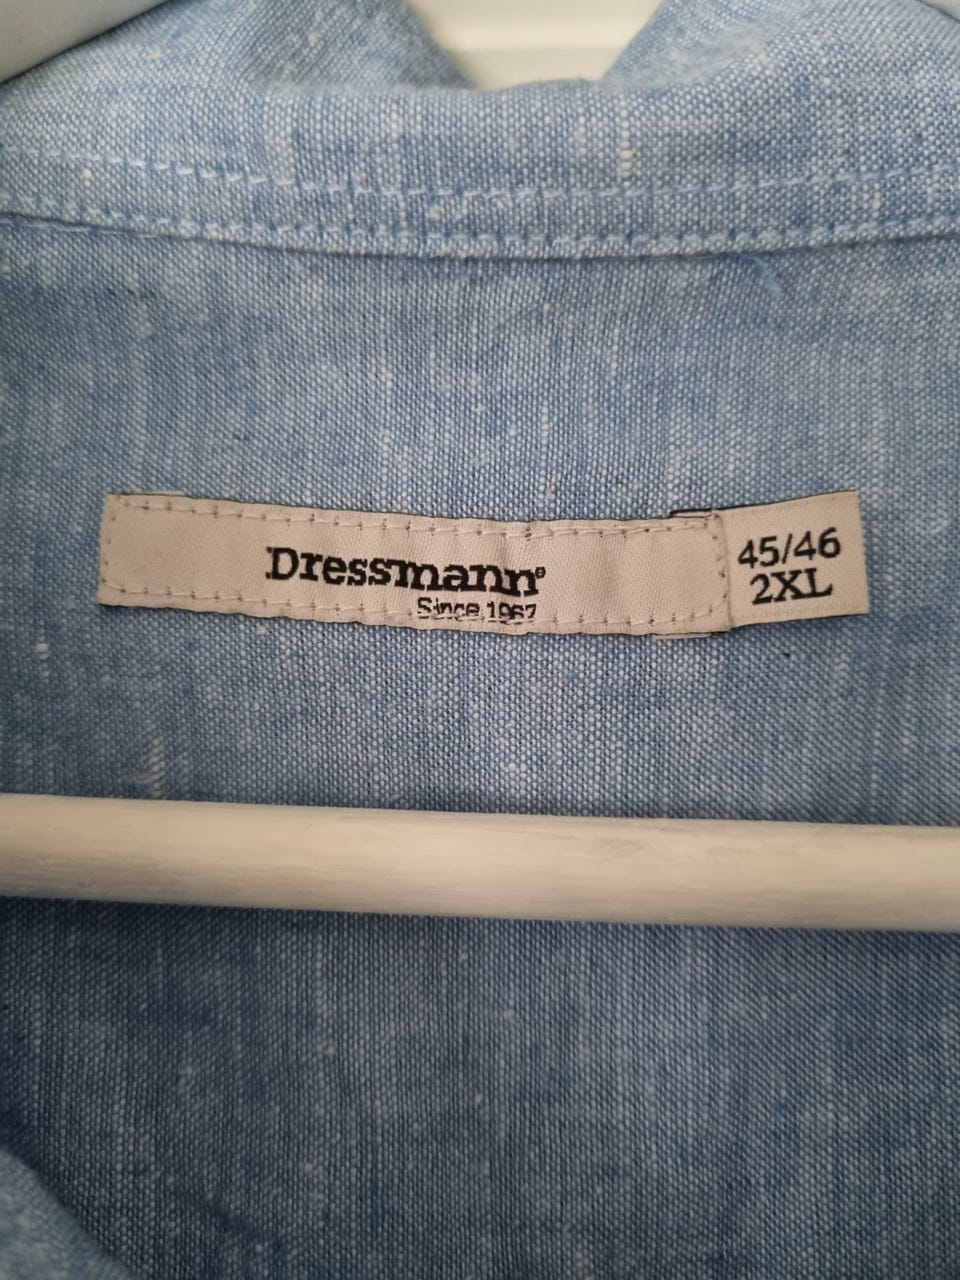 Dressmann®
Since 1967
45/46
2XL